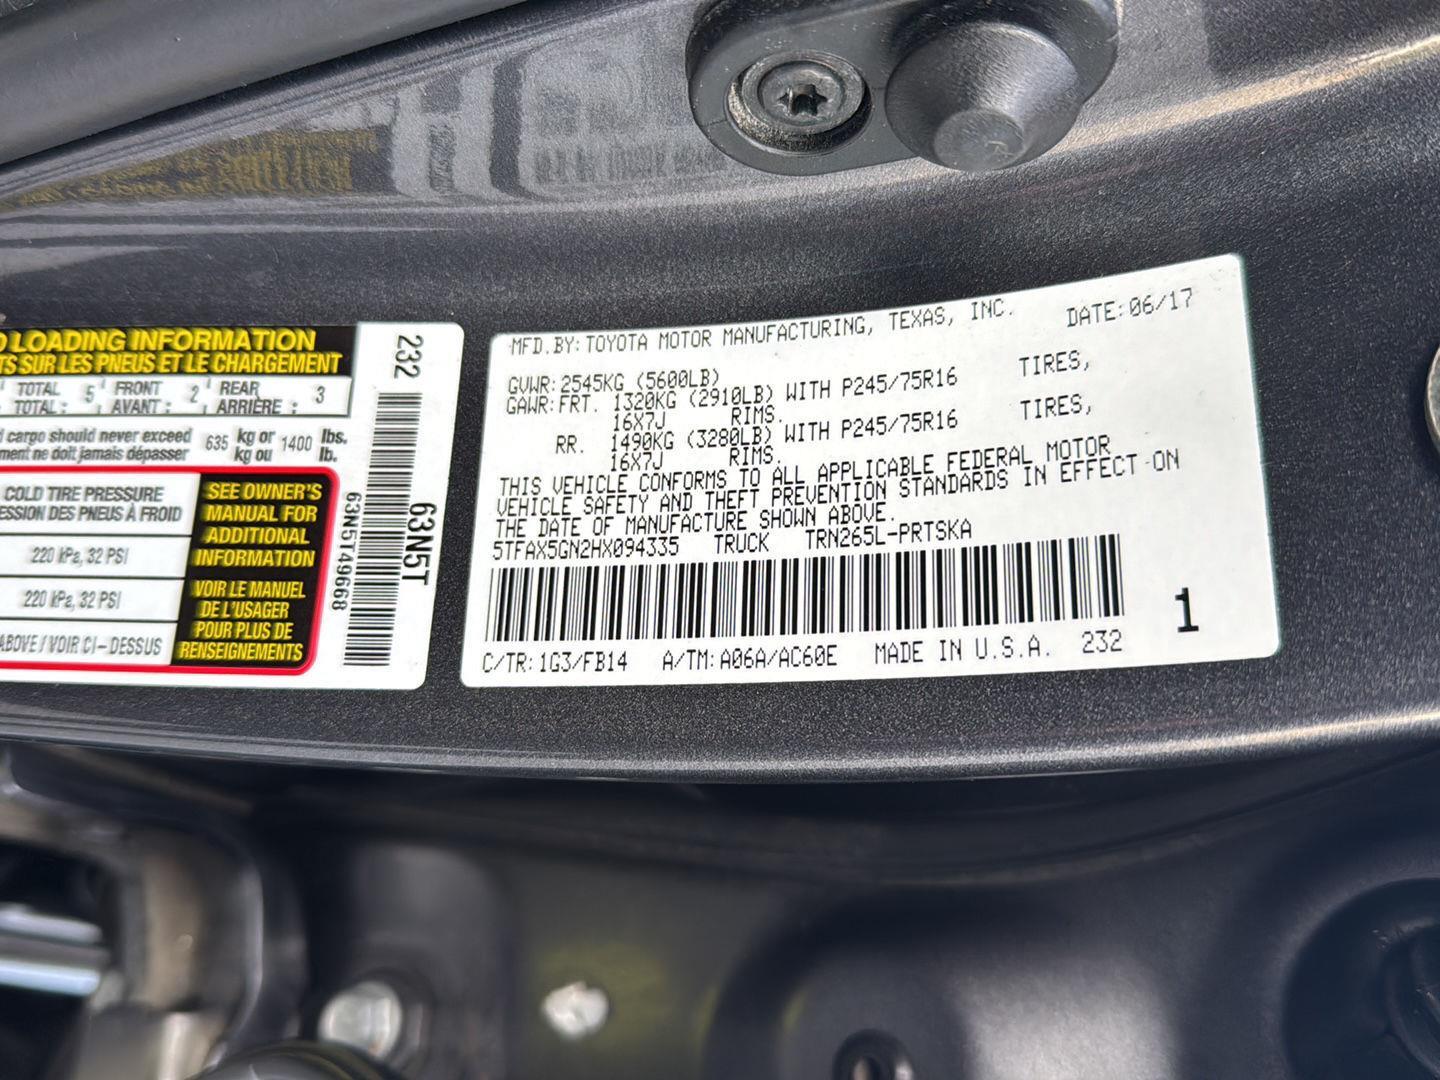 LOADING INFORMATION
TS SUR LES PNEUS ET LE CHARGEMENT
TOTAL 5 FRONT 2 REAR 3
TOTAL : AVANT : ARRIÈRE :
cargo should never exceed 635 kg or 1400 lbs.
ment ne doit jamais dépasser kg ou lb.
COLD TIRE PRESSURE
ESSION DES PNEUS À FROID
220 kPa, 32 PSI
220 kPa, 32 PSI
ABOVE / VOIR CI-DESSUS
SEE OWNER'S
MANUAL FOR
ADDITIONAL
INFORMATION
VOIR LE MANUEL
DE L'USAGER
POUR PLUS DE
RENSEIGNEMENTS
232
63N5T49668
63N5T
MFD.BY:TOYOTA MOTOR MANUFACTURING, TEXAS, INC. DATE:06/17
GVWR:2545KG (5600LB)
GAWR:FRT. 1320KG (2910LB) WITH P245/75R16 TIRES,
16X7J RIMS.
RR. 1490KG (3280LB) WITH P245/75R16 TIRES,
16X7J RIMS.
THIS VEHICLE CONFORMS TO ALL APPLICABLE FEDERAL MOTOR
VEHICLE SAFETY AND THEFT PREVENTION STANDARDS IN EFFECT ON
THE DATE OF MANUFACTURE SHOWN ABOVE.
5TFAX5GN2HX094335 TRUCK TRN265L-PRTSKA
1
C/TR:1G3/FB14 A/TM:A06A/AC60E MADE IN U.S.A. 232